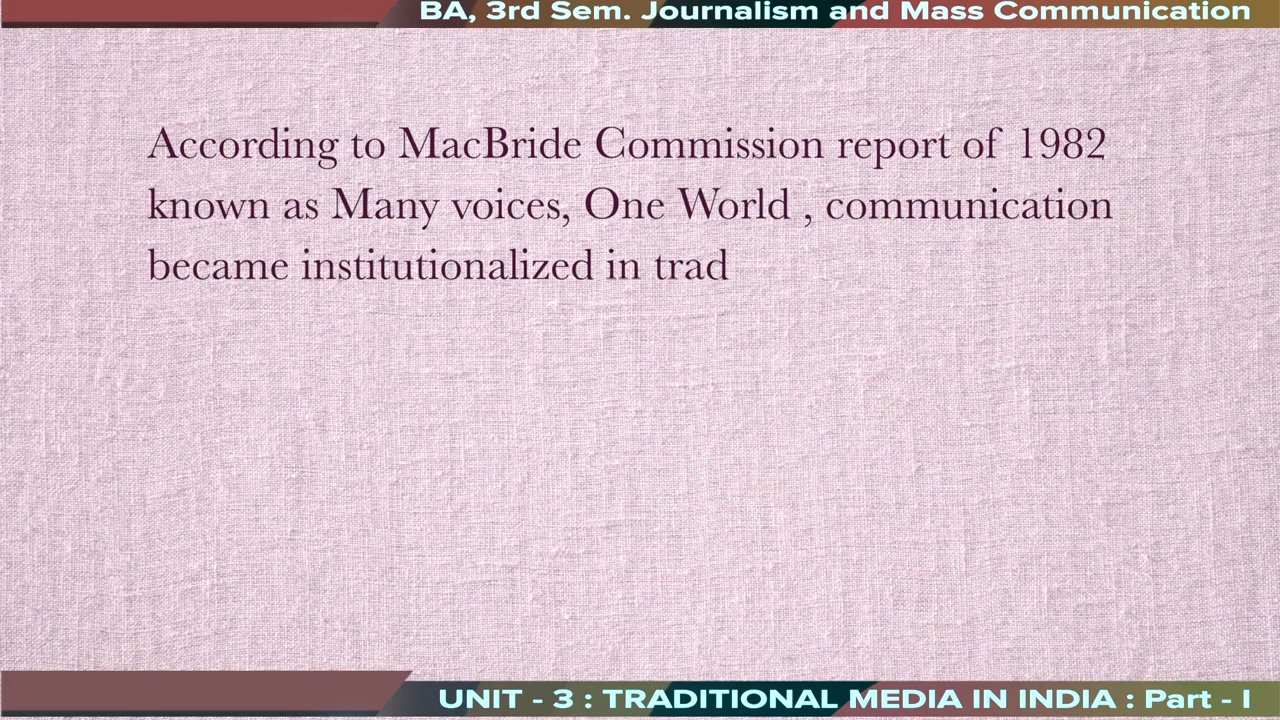 BA, 3rd Sem. Journalism and Mass Communication
According to MacBride Commission report of 1982
known as Many voices, One World , communication
became institutionalized in trad
UNIT - 3 : TRADITIONAL MEDIA IN INDIA : Part - I